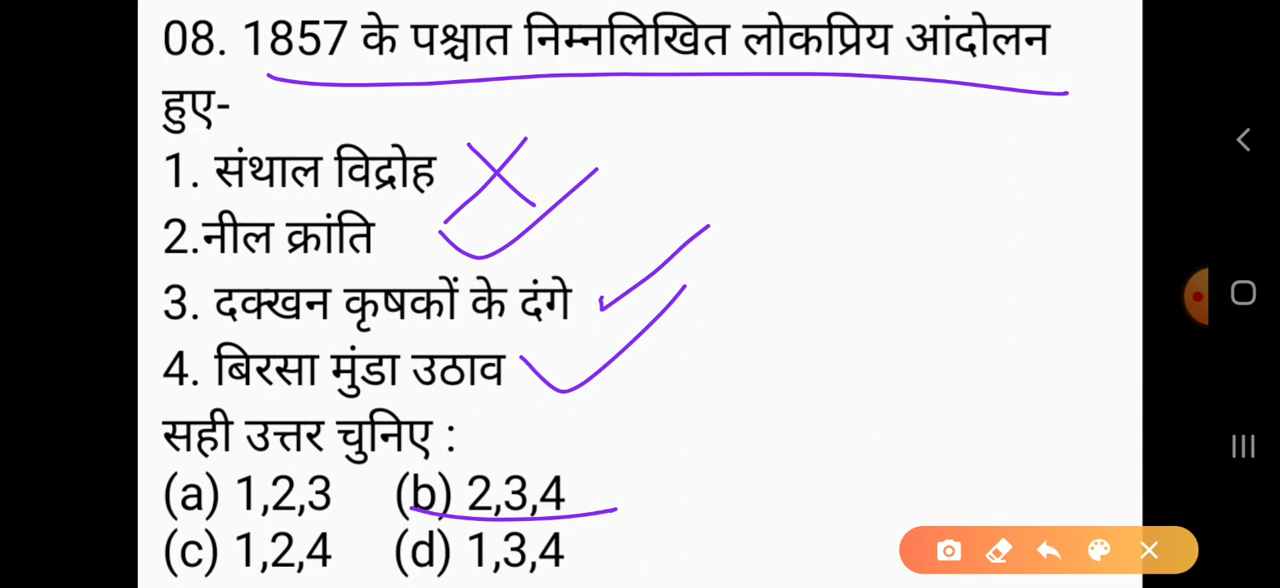 08. 1857 के पश्चात निम्नलिखित लोकप्रिय आंदोलन
हुए-
1. संथाल विद्रोह
2.नील क्रांति
3. दक्खन कृषकों के दंगे
4. बिरसा मुंडा उठाव
सही उत्तर चुनिए :
(a) 1,2,3 (b) 2,3,4
(c) 1,2,4 (d) 1,3,4